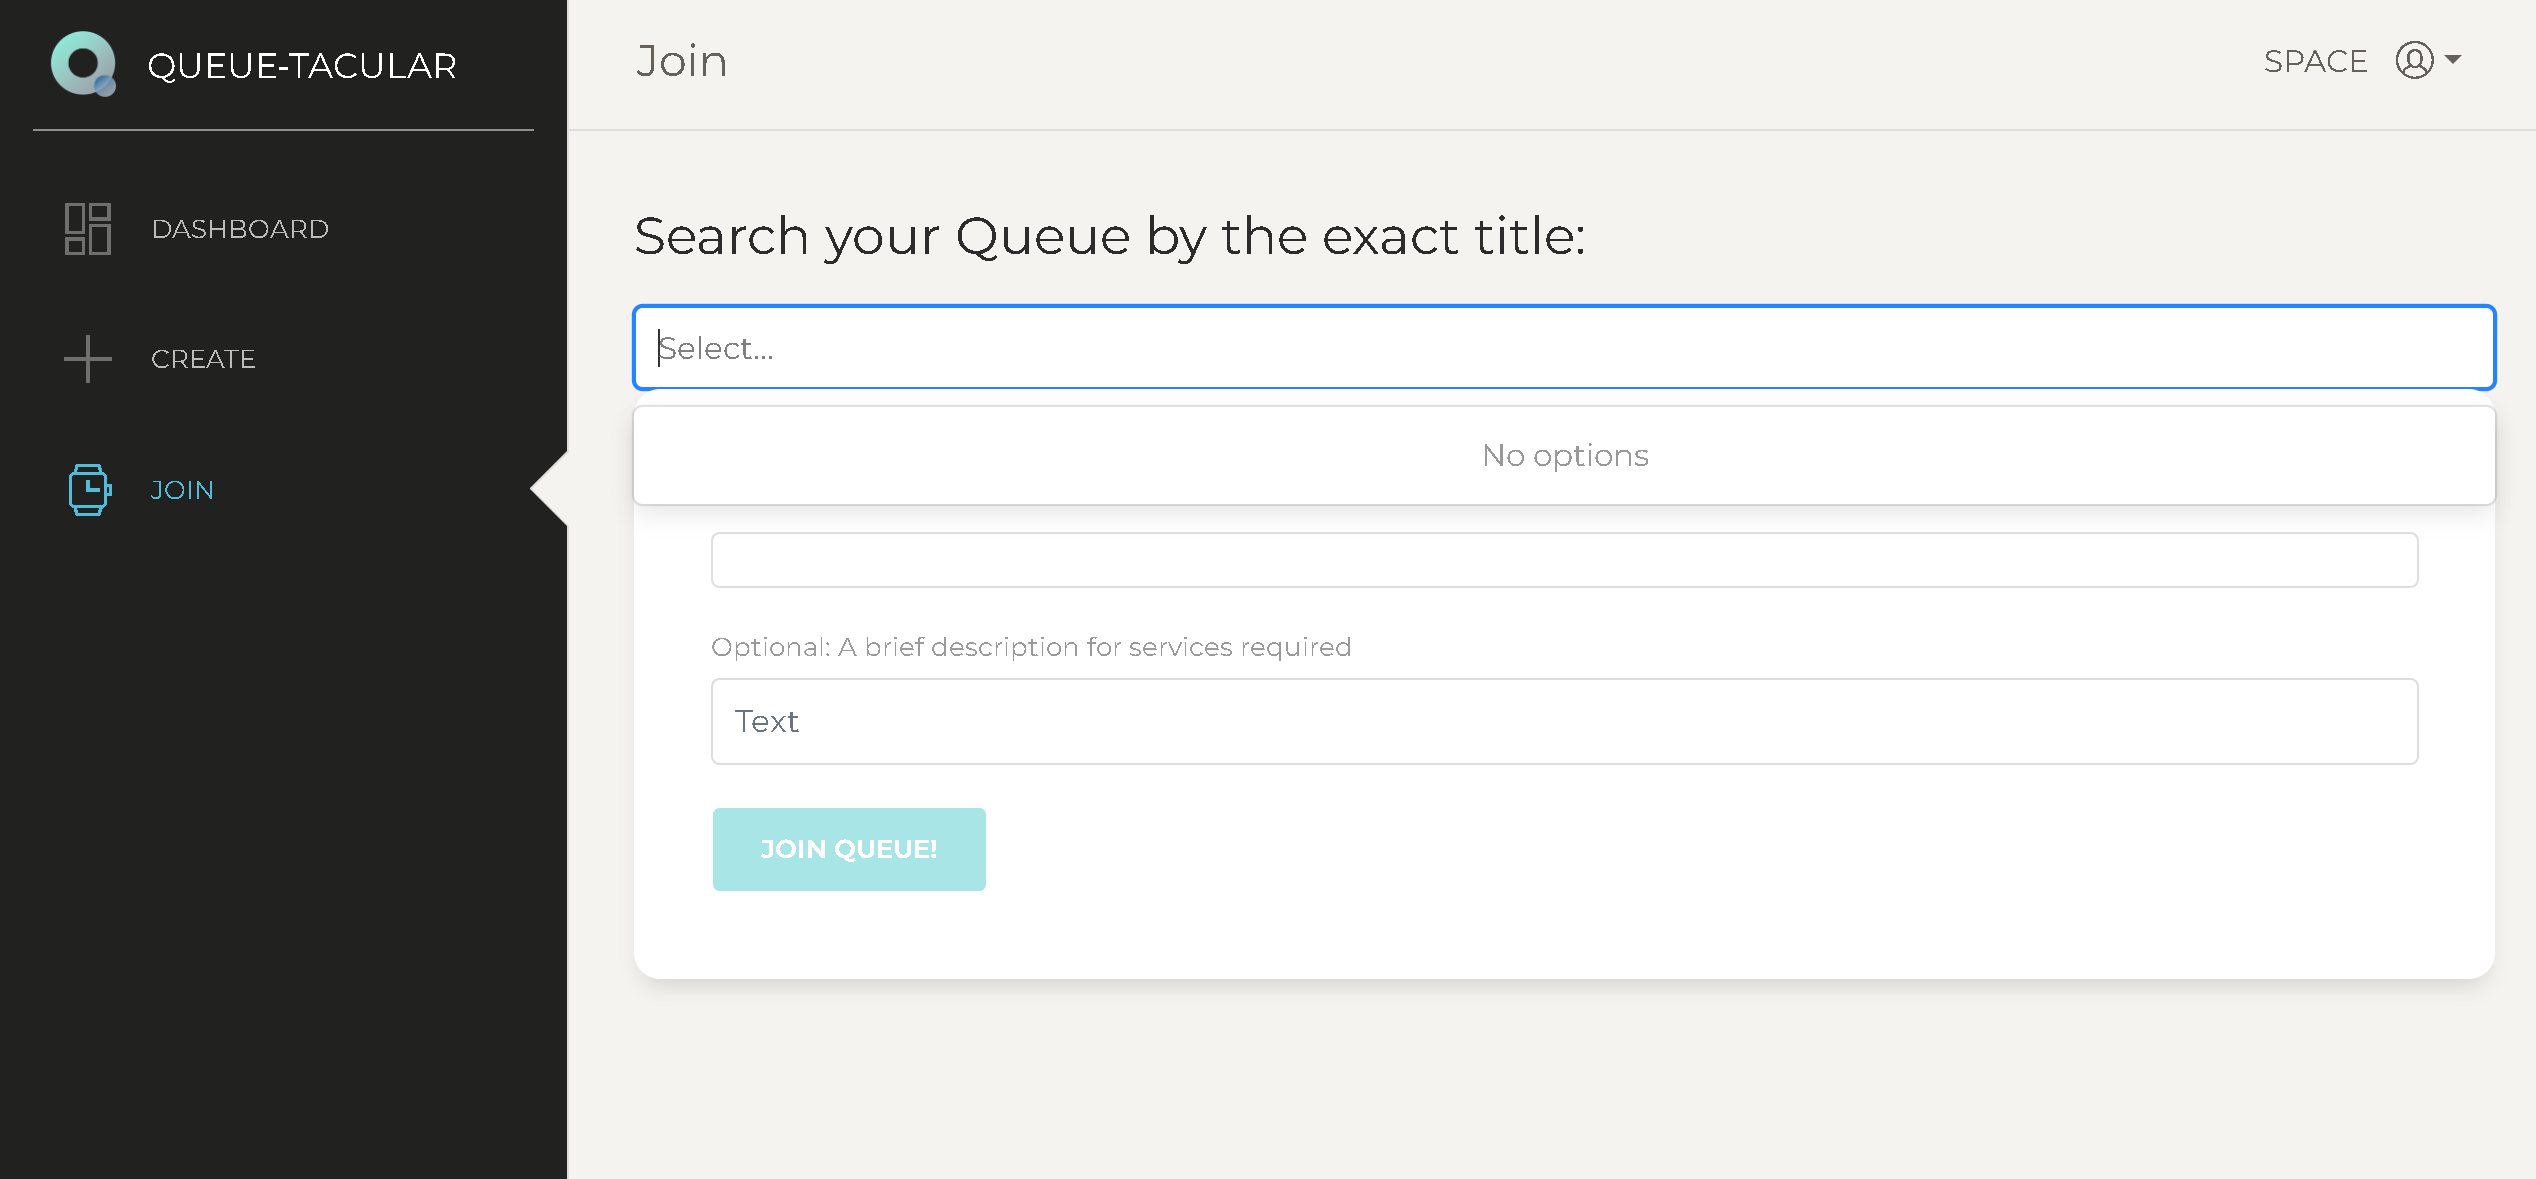 QUEUE-TACULAR
DASHBOARD
CREATE
JOIN
Join
SPACE
Search your Queue by the exact title:
Select...
No options
Optional: A brief description for services required
Text
JOIN QUEUE!